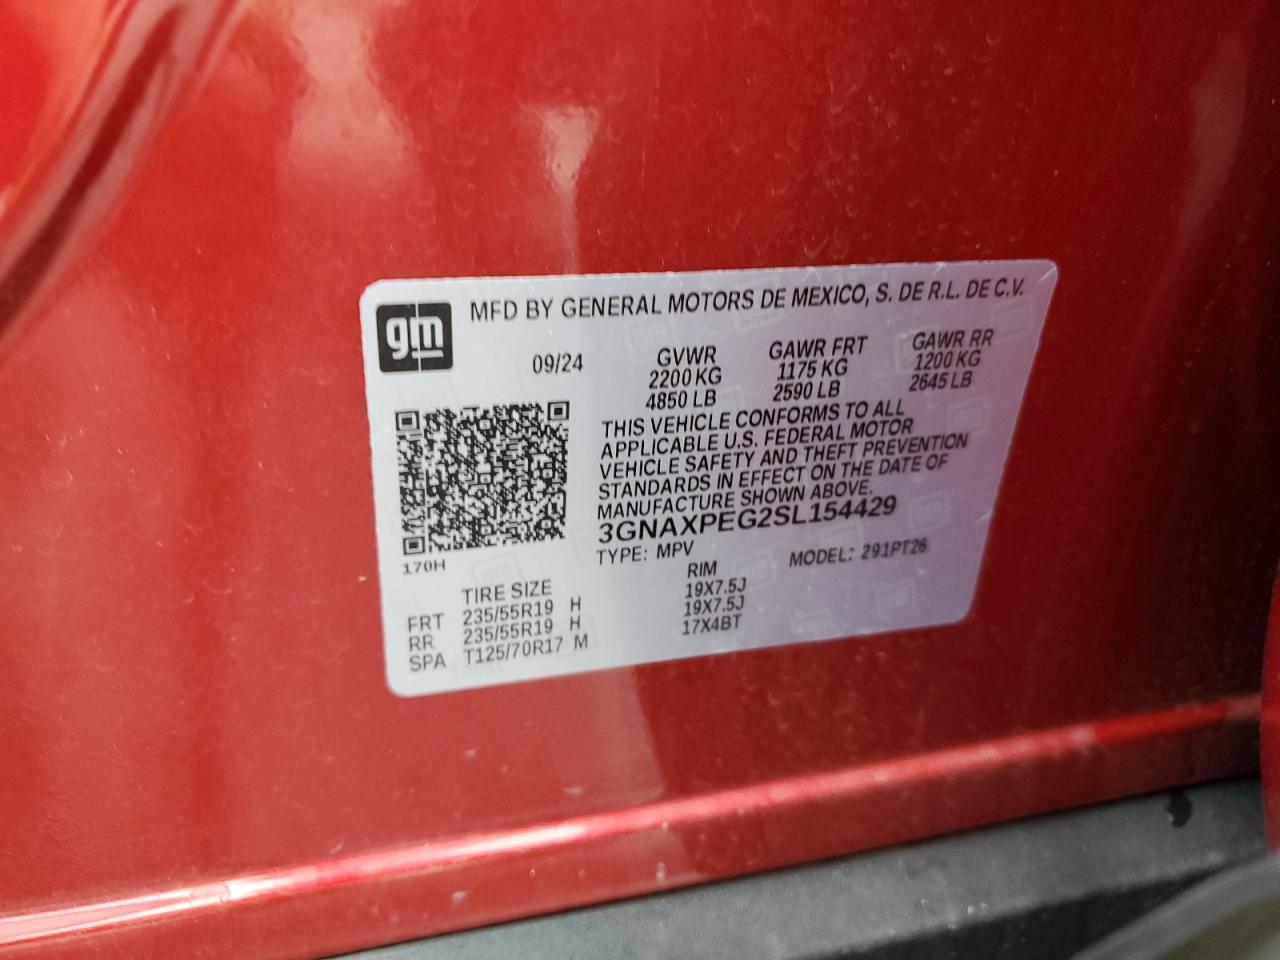 gm
MFD BY GENERAL MOTORS DE MEXICO, S. DE R.L. DE C.V.
09/24
GVWR GAWR FRT GAWR RR
2200 KG 1175 KG 1200 KG
4850 LB 2590 LB 2645 LB
THIS VEHICLE CONFORMS TO ALL
APPLICABLE U.S. FEDERAL MOTOR
VEHICLE SAFETY AND THEFT PREVENTION
STANDARDS IN EFFECT ON THE DATE OF
MANUFACTURE SHOWN ABOVE.
3GNAXPEG2SL154429
TYPE: MPV MODEL: 291PT26
170H
TIRE SIZE RIM
FRT 235/55R19 H 19X7.5J
RR 235/55R19 H 19X7.5J
SPA T125/70R17 M 17X4BT